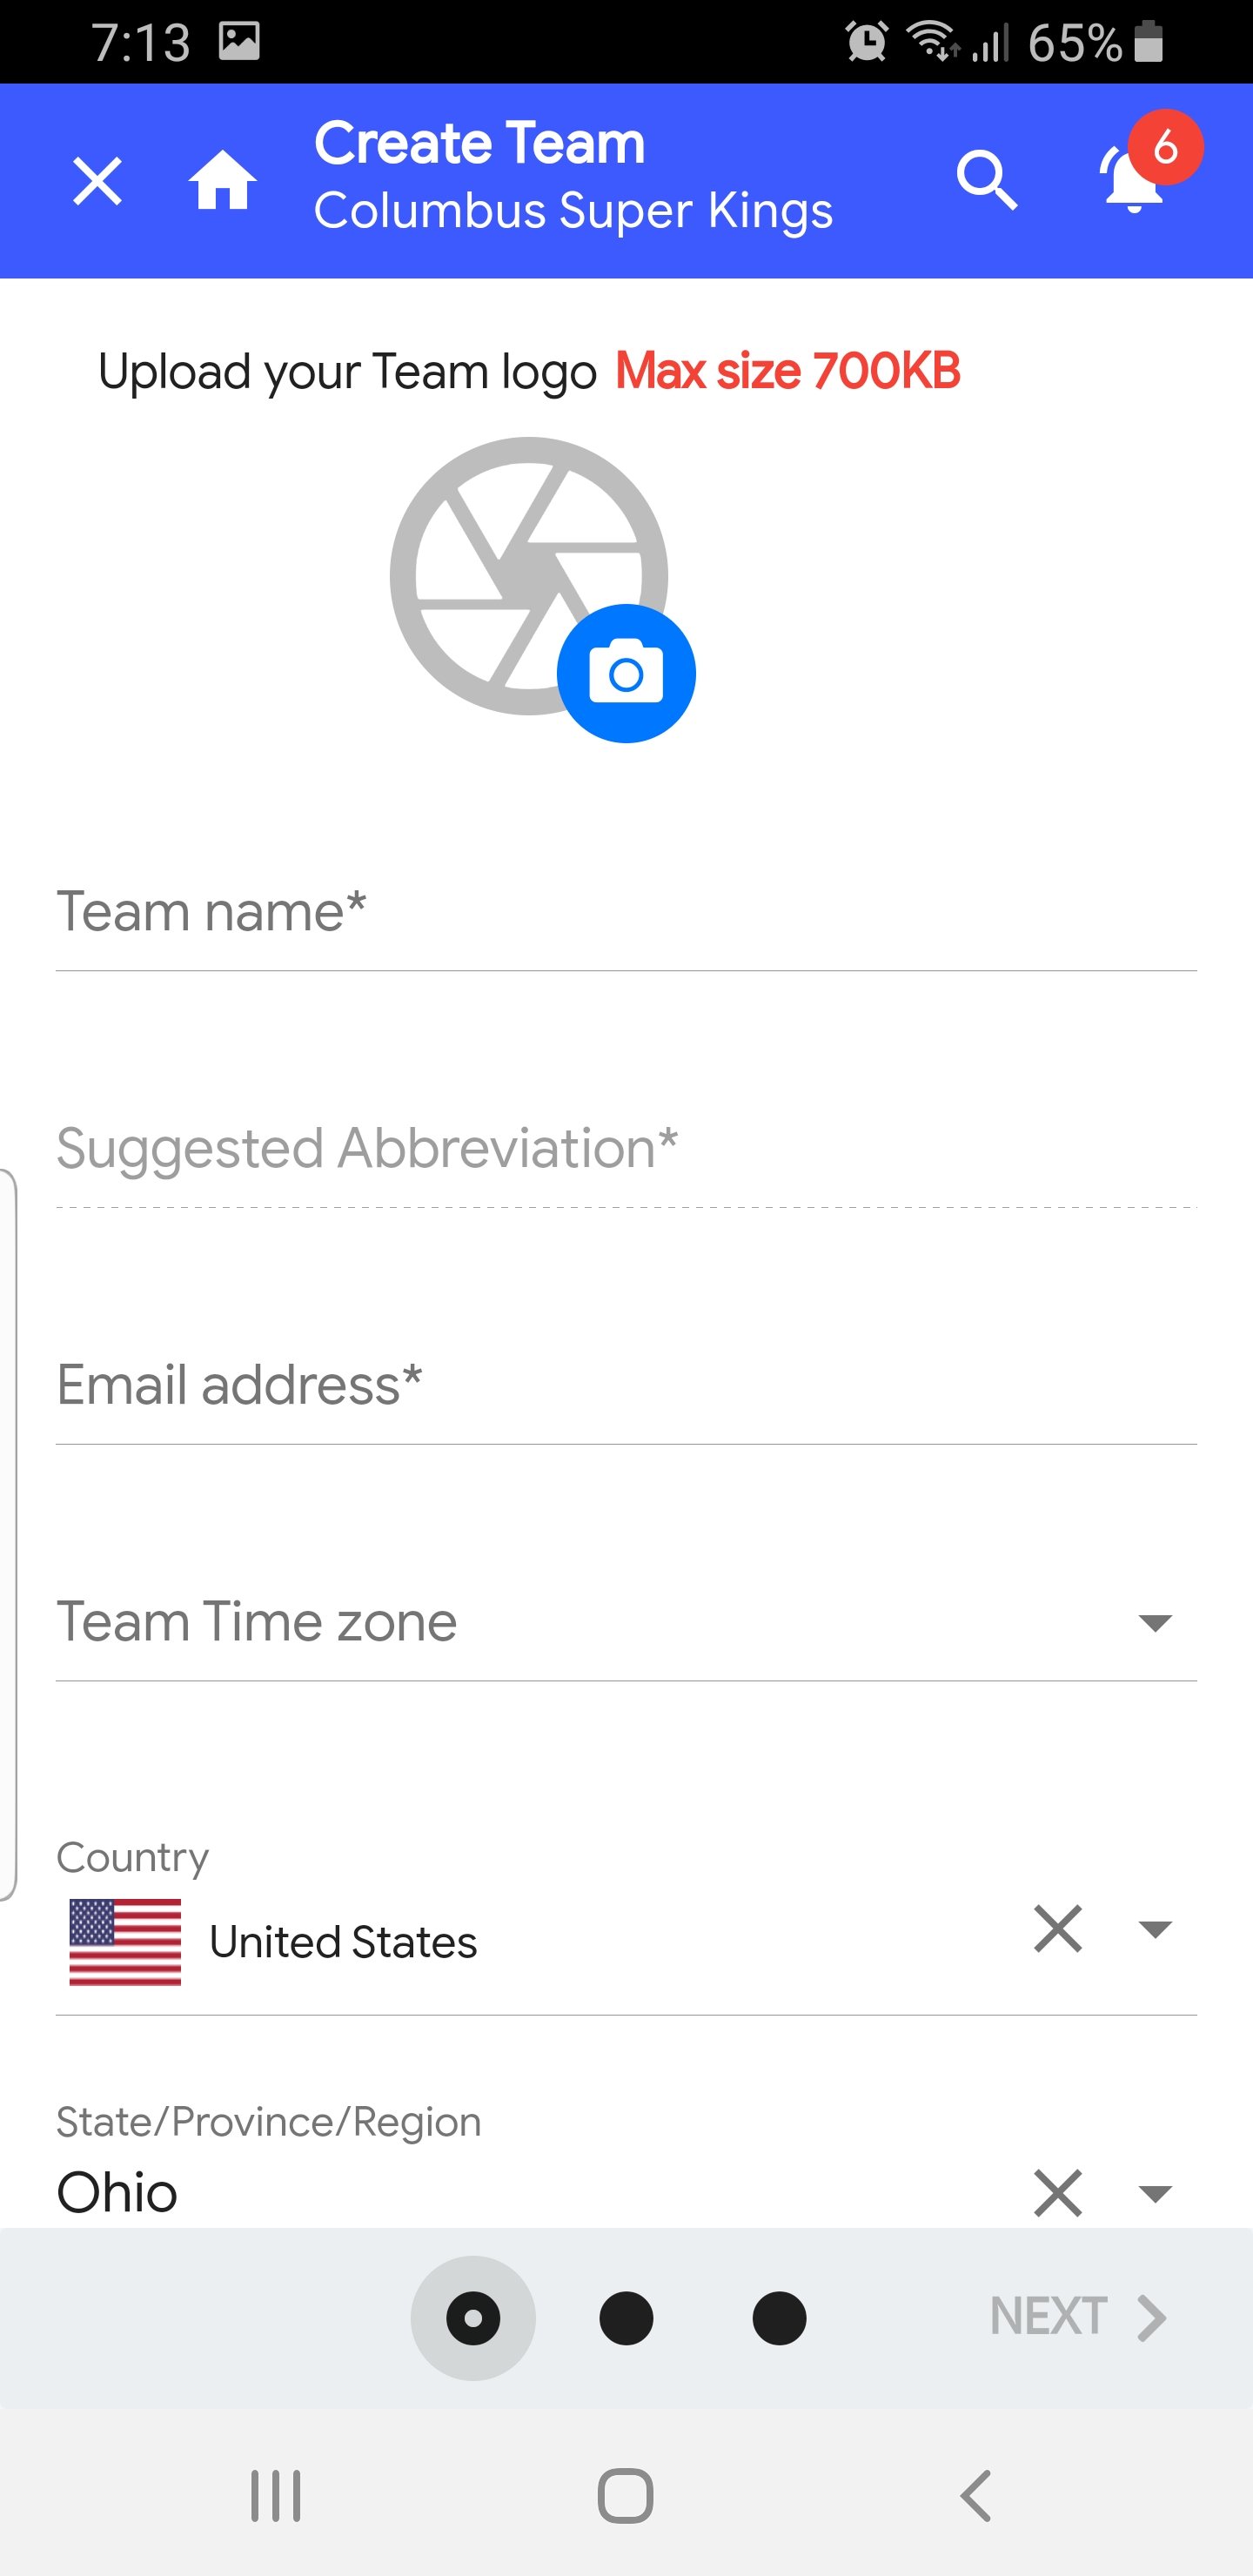 7:13 65%
Create Team
Columbus Super Kings
6
Upload your Team logo Max size 700KB
Team name*
Suggested Abbreviation*
Email address*
Team Time zone
Country
United States
State/Province/Region
Ohio
NEXT